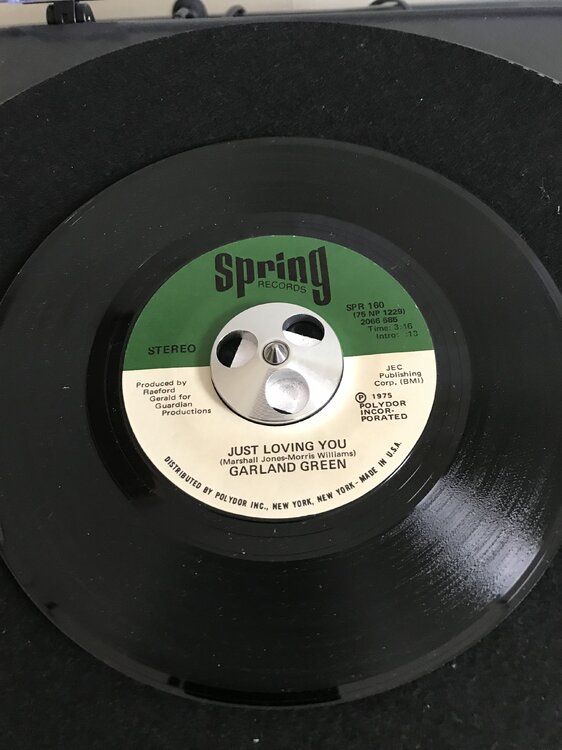 Spring
RECORDS
SPR 160
(75 NP 1229)
2066 586
Time: 3:16
Intro: :13
STEREO
JEC
Publishing
Corp. (BMI)
Produced by
Raeford
Gerald for
Guardian
Productions
Ⓟ 1975
POLYDOR
INCOR-
PORATED
JUST LOVING YOU
(Marshall Jones-Morris Williams)
GARLAND GREEN
DISTRIBUTED BY POLYDOR INC., NEW YORK, NEW YORK - MADE IN U.S.A.